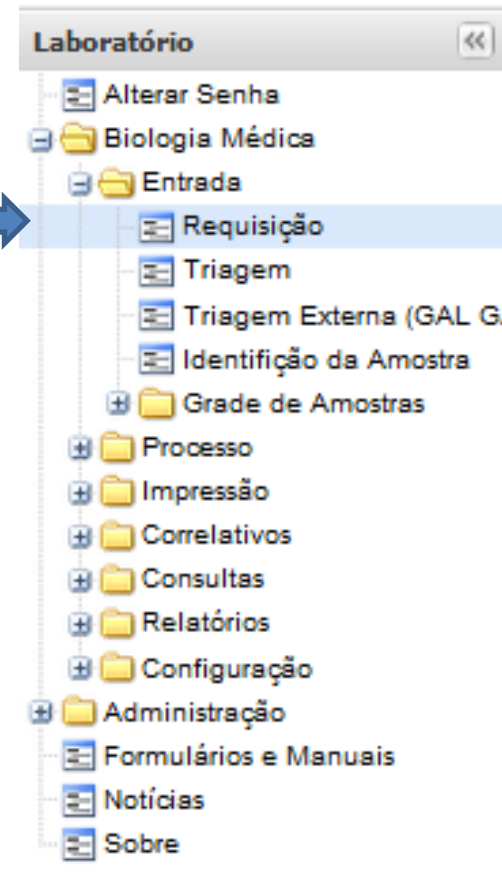 Laboratório
Alterar Senha
Biologia Médica
Entrada
Requisição
Triagem
Triagem Externa (GAL G
Identifição da Amostra
Grade de Amostras
Processo
Impressão
Correlativos
Consultas
Relatórios
Configuração
Administração
Formulários e Manuais
Notícias
Sobre